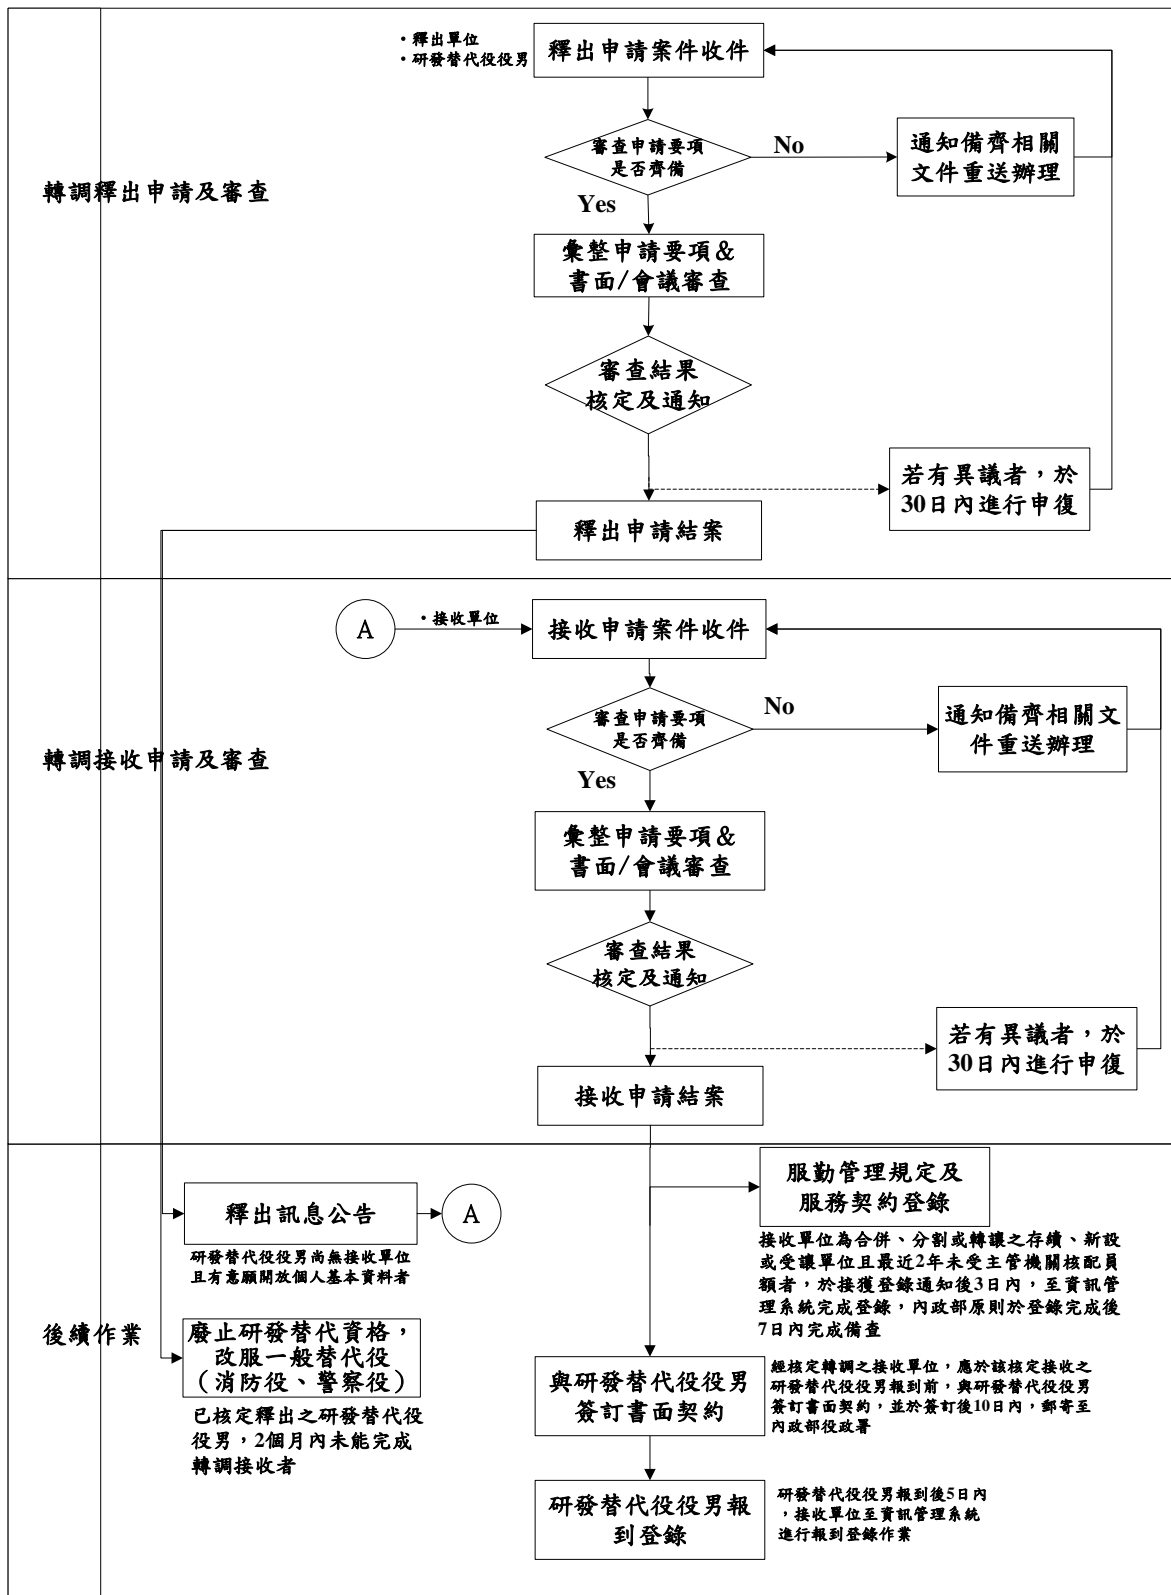 ・釋出單位
・研發替代役役男
釋出申請案件收件
審查申請要項
是否齊備
No
通知備齊相關
文件重送辦理
轉調釋出申請及審查
Yes
彙整申請要項&
書面/會議審查
審查結果
核定及通知
若有異議者，於
30日內進行申復
釋出申請結案
A
・接收單位
接收申請案件收件
審查申請要項
是否齊備
No
通知備齊相關文
件重送辦理
轉調接收申請及審查
Yes
彙整申請要項&
書面/會議審查
審查結果
核定及通知
若有異議者，於
30日內進行申復
接收申請結案
釋出訊息公告
A
研發替代役役男尚無接收單位
且有意願開放個人基本資料者
服勤管理規定及
服務契約登錄
接收單位為合併、分割或轉讓之存續、新設
或受讓單位且最近2年未受主管機關核配員
額者，於接獲登錄通知後3日內，至資訊管
理系統完成登錄，內政部原則於登錄完成後
7日內完成備查
後續作業
廢止研發替代資格，
改服一般替代役
（消防役、警察役）
已核定釋出之研發替代役
役男，2個月內未能完成
轉調接收者
與研發替代役役男
簽訂書面契約
經核定轉調之接收單位，應於該核定接收之
研發替代役役男報到前，與研發替代役役男
簽訂書面契約，並於簽訂後10日內，郵寄至
內政部役政署
研發替代役役男報
到登錄
研發替代役役男報到後5日內
，接收單位至資訊管理系統
進行報到登錄作業